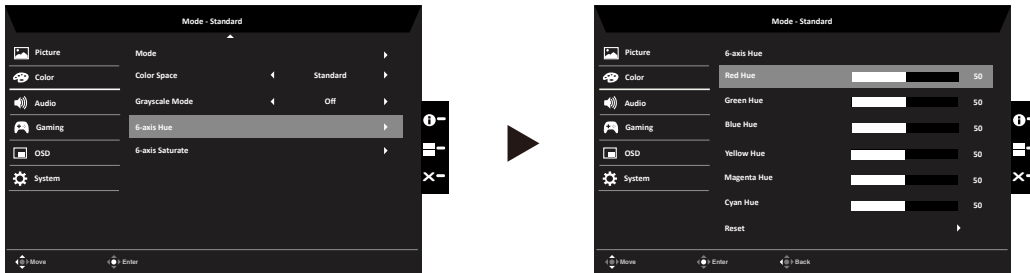 Mode - Standard
Picture
Color
Audio
Gaming
OSD
System
Mode
Color Space Standard
Grayscale Mode Off
6-axis Hue
6-axis Saturate
Move Enter
Mode - Standard
Picture
Color
Audio
Gaming
OSD
System
6-axis Hue
Red Hue 50
Green Hue 50
Blue Hue 50
Yellow Hue 50
Magenta Hue 50
Cyan Hue 50
Reset
Move Enter Back